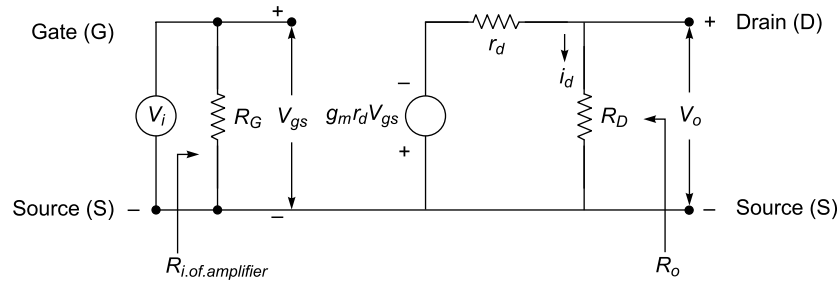 Gate (G)
+
+
Drain (D)
r_d
i_d
V_i
R_G
V_gs
–
g_m r_d V_gs
+
R_D
V_o
Source (S)
–
–
–
Source (S)
R_i.of.amplifier
R_o